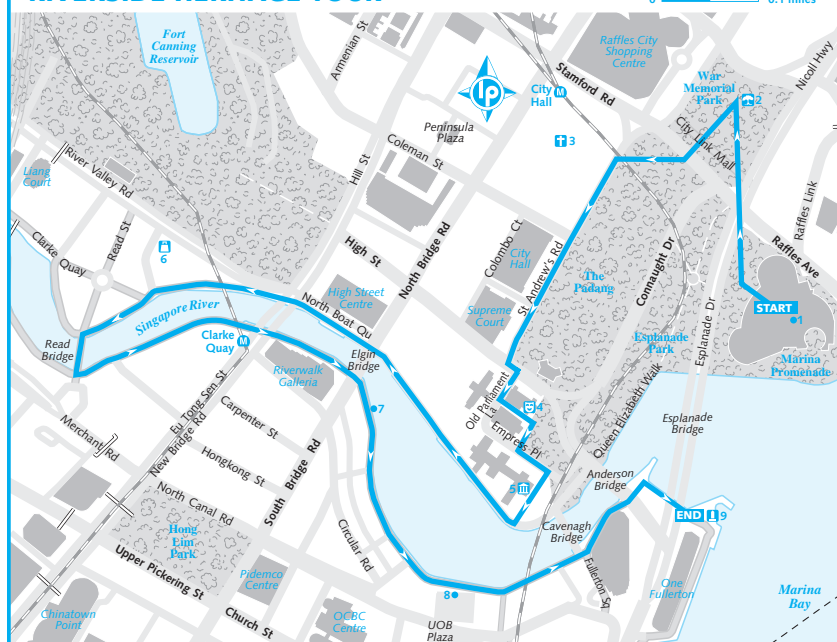 0
0.1 miles
Fort
Canning
Reservoir
Armenian St
Raffles City
Shopping
Centre
Stamford Rd
War
Memorial
Park
Nicoll Hwy
lp
City
Hall
M
2
City Link Mall
Peninsula
Plaza
3
Coleman St
Hill St
Liang
Court
River Valley Rd
Read St
Clarke Quay
6
High St
North Bridge Rd
Colombo Ct
City
Hall
St Andrew's Rd
The
Padang
Connaught Dr
Raffles Link
Raffles Ave
START
1
Marina
Promenade
High Street
Centre
Supreme
Court
Esplanade
Park
Esplanade Dr
Singapore River
North Boat Qu
Read
Bridge
Clarke
Quay
M
Elgin
Bridge
Riverwalk
Galleria
Old Parliament
La
4
Empress Pl
Queen Elizabeth Walk
Esplanade
Bridge
Eu Tong Sen St
New Bridge Rd
Merchant Rd
Carpenter St
7
Hongkong St
South Bridge Rd
North Canal Rd
5
Anderson
Bridge
Cavenagh
Bridge
END
9
Hong
Lim
Park
Upper Pickering St
Circular Rd
Pidemco
Centre
Church St
Chinatown
Point
8
OCBC
Centre
UOB
Plaza
Fullerton Sq
One
Fullerton
Marina
Bay